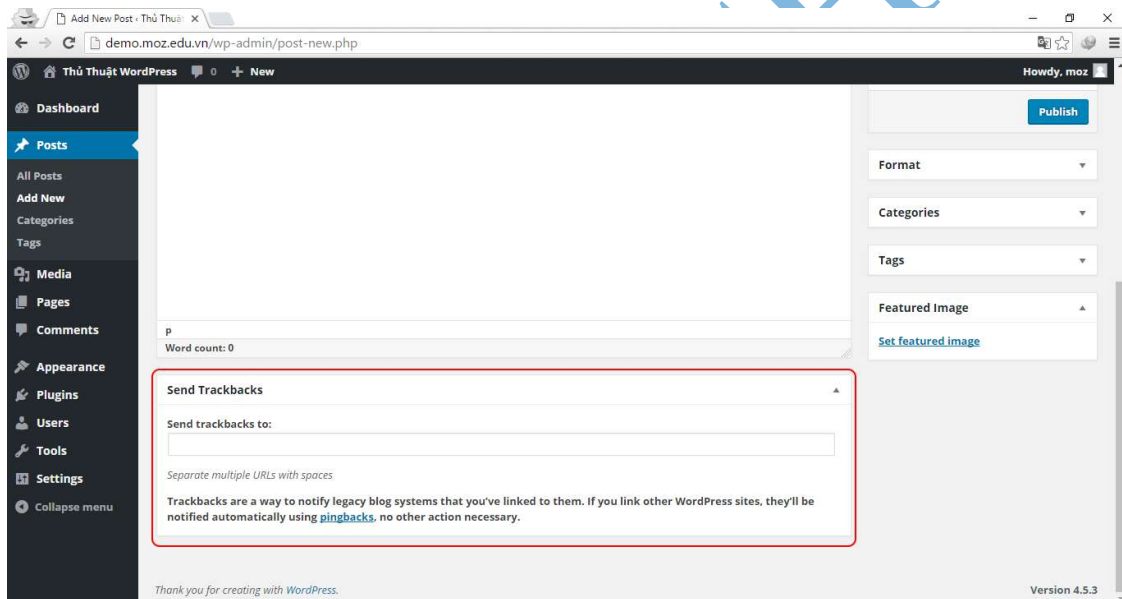 Add New Post ‹ Thủ Thuậ
demo.moz.edu.vn/wp-admin/post-new.php
Thủ Thuật WordPress 0 + New Howdy, moz
Dashboard
Posts
All Posts
Add New
Categories
Tags
Media
Pages
Comments
Appearance
Plugins
Users
Tools
Settings
Collapse menu
p
Word count: 0
Send Trackbacks
Send trackbacks to:
Separate multiple URLs with spaces
Trackbacks are a way to notify legacy blog systems that you've linked to them. If you link other WordPress sites, they'll be
notified automatically using pingbacks, no other action necessary.
Publish
Format
Categories
Tags
Featured Image
Set featured image
Thank you for creating with WordPress.
Version 4.5.3